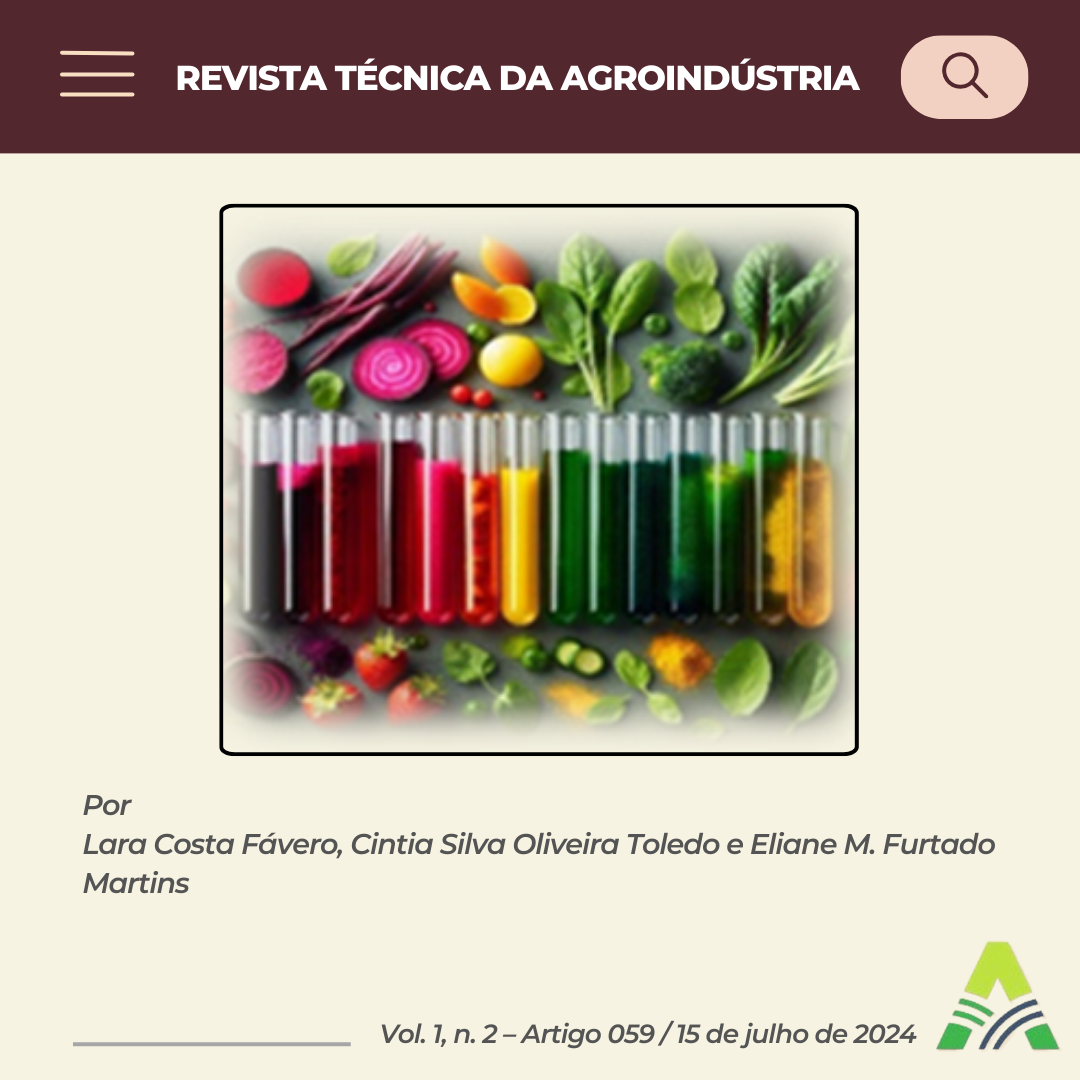 REVISTA TÉCNICA DA AGROINDÚSTRIA
Por
Lara Costa Fávero, Cintia Silva Oliveira Toledo e Eliane M. Furtado
Martins
Vol. 1, n. 2 – Artigo 059 / 15 de julho de 2024